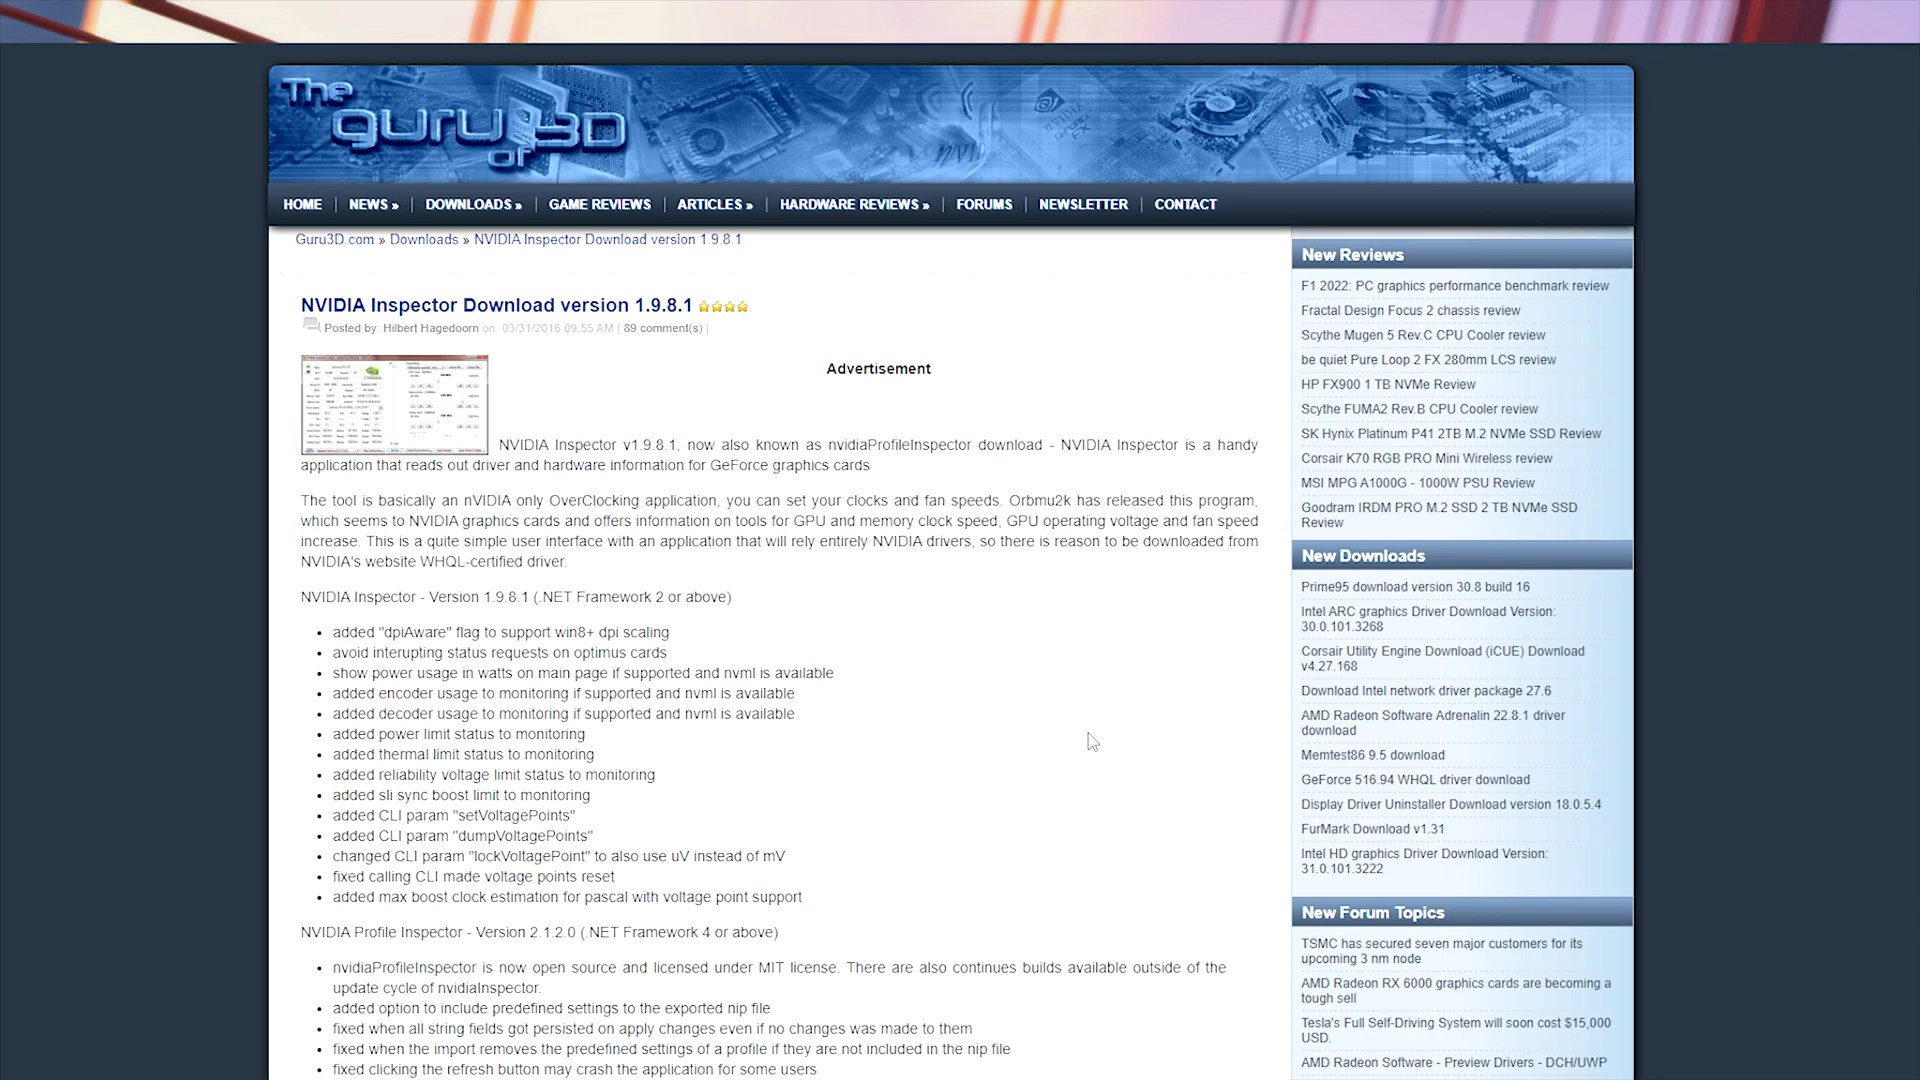 The
guru
of 3D
HOME | NEWS » | DOWNLOADS » | GAME REVIEWS | ARTICLES » | HARDWARE REVIEWS » | FORUMS | NEWSLETTER | CONTACT
Guru3D.com » Downloads » NVIDIA Inspector Download version 1.9.8.1
NVIDIA Inspector Download version 1.9.8.1
Posted by: Hilbert Hagedoorn on: 03/31/2016 09:55 AM [ 89 comment(s) ]
Advertisement
NVIDIA Inspector v1.9.8.1, now also known as nvidiaProfileInspector download - NVIDIA Inspector is a handy
application that reads out driver and hardware information for GeForce graphics cards
The tool is basically an nVIDIA only OverClocking application, you can set your clocks and fan speeds. Orbmu2k has released this program,
which seems to NVIDIA graphics cards and offers information on tools for GPU and memory clock speed, GPU operating voltage and fan speed
increase. This is a quite simple user interface with an application that will rely entirely NVIDIA drivers, so there is reason to be downloaded from
NVIDIA's website WHQL-certified driver.
NVIDIA Inspector - Version 1.9.8.1 (.NET Framework 2 or above)
• added "dpiAware" flag to support win8+ dpi scaling
• avoid interupting status requests on optimus cards
• show power usage in watts on main page if supported and nvml is available
• added encoder usage to monitoring if supported and nvml is available
• added decoder usage to monitoring if supported and nvml is available
• added power limit status to monitoring
• added thermal limit status to monitoring
• added reliability voltage limit status to monitoring
• added sli sync boost limit to monitoring
• added CLI param "setVoltagePoints"
• added CLI param "dumpVoltagePoints"
• changed CLI param "lockVoltagePoint" to also use uV instead of mV
• fixed calling CLI made voltage points reset
• added max boost clock estimation for pascal with voltage point support
NVIDIA Profile Inspector - Version 2.1.2.0 (.NET Framework 4 or above)
• nvidiaProfileInspector is now open source and licensed under MIT license. There are also continues builds available outside of the
update cycle of nvidiaInspector.
• added option to include predefined settings to the exported nip file
• fixed when all string fields got persisted on apply changes even if no changes was made to them
• fixed when the import removes the predefined settings of a profile if they are not included in the nip file
• fixed clicking the refresh button may crash the application for some users
New Reviews
F1 2022: PC graphics performance benchmark review
Fractal Design Focus 2 chassis review
Scythe Mugen 5 Rev.C CPU Cooler review
be quiet Pure Loop 2 FX 280mm LCS review
HP FX900 1 TB NVMe Review
Scythe FUMA2 Rev.B CPU Cooler review
SK Hynix Platinum P41 2TB M.2 NVMe SSD Review
Corsair K70 RGB PRO Mini Wireless review
MSI MPG A1000G - 1000W PSU Review
Goodram IRDM PRO M.2 SSD 2 TB NVMe SSD
Review
New Downloads
Prime95 download version 30.8 build 16
Intel ARC graphics Driver Download Version:
30.0.101.3268
Corsair Utility Engine Download (iCUE) Download
v4.27.168
Download Intel network driver package 27.6
AMD Radeon Software Adrenalin 22.8.1 driver
download
Memtest86 9.5 download
GeForce 516.94 WHQL driver download
Display Driver Uninstaller Download version 18.0.5.4
FurMark Download v1.31
Intel HD graphics Driver Download Version:
31.0.101.3222
New Forum Topics
TSMC has secured seven major customers for its
upcoming 3 nm node
AMD Radeon RX 6000 graphics cards are becoming a
tough sell
Tesla's Full Self-Driving System will soon cost $15,000
USD.
AMD Radeon Software - Preview Drivers - DCH/UWP